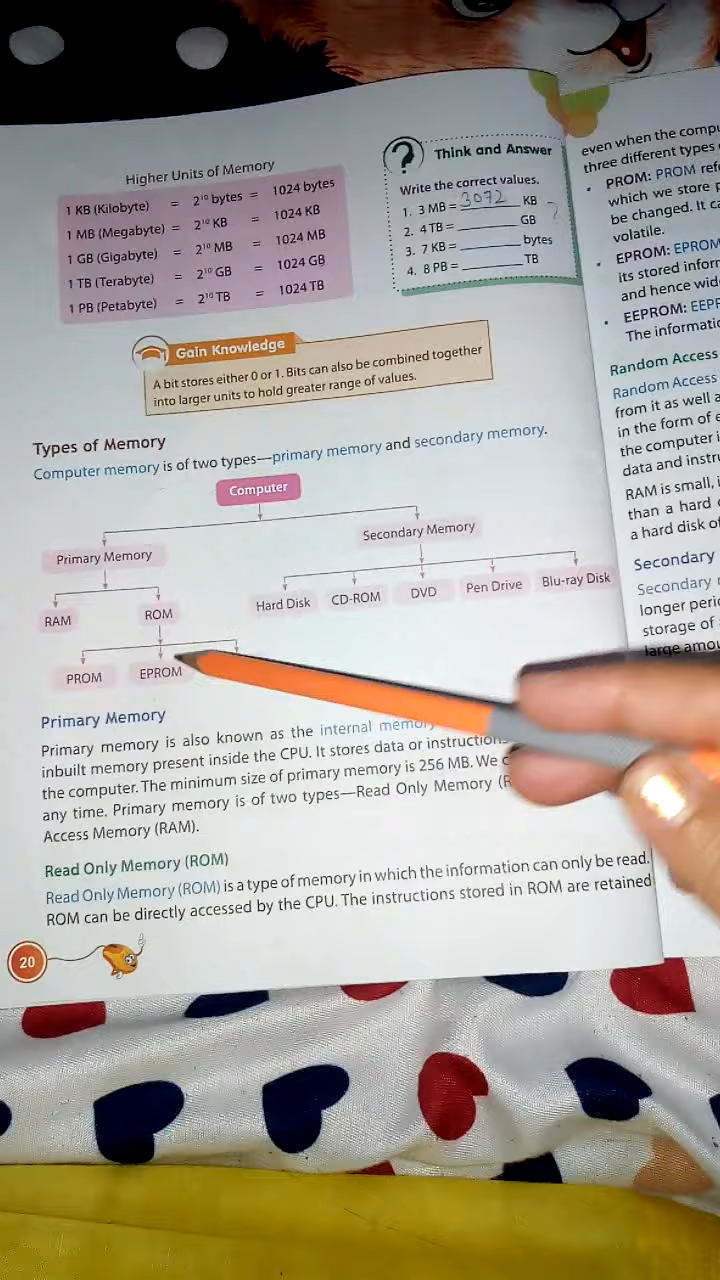 Higher Units of Memory
1 KB (Kilobyte) = 2¹⁰ bytes = 1024 bytes
1 MB (Megabyte) = 2¹⁰ KB = 1024 KB
1 GB (Gigabyte) = 2¹⁰ MB = 1024 MB
1 TB (Terabyte) = 2¹⁰ GB = 1024 GB
1 PB (Petabyte) = 2¹⁰ TB = 1024 TB
? Think and Answer
Write the correct values.
1. 3 MB = 3072 KB
2. 4 TB = ________ GB
3. 7 KB = ________ bytes
4. 8 PB = ________ TB
Gain Knowledge
A bit stores either 0 or 1. Bits can also be combined together
into larger units to hold greater range of values.
Types of Memory
Computer memory is of two types—primary memory and secondary memory.
Computer
Primary Memory
Secondary Memory
RAM
ROM
Hard Disk
CD-ROM
DVD
Pen Drive
Blu-ray Disk
PROM
EPROM
Primary Memory
Primary memory is also known as the internal memory
inbuilt memory present inside the CPU. It stores data or instruction
the computer. The minimum size of primary memory is 256 MB. We
any time. Primary memory is of two types—Read Only Memory (R
Access Memory (RAM).
Read Only Memory (ROM)
Read Only Memory (ROM) is a type of memory in which the information can only be read.
ROM can be directly accessed by the CPU. The instructions stored in ROM are retained
20
even when the compu
three different types
• PROM: PROM ref
which we store
be changed. It ca
volatile.
• EPROM: EPROM
its stored inforr
and hence wid
• EEPROM: EEPR
The informatic
Random Access
Random Access
from it as well a
in the form of e
the computer i
data and instru
RAM is small, i
than a hard
a hard disk of
Secondary
Secondary
longer peri
storage of
large amou